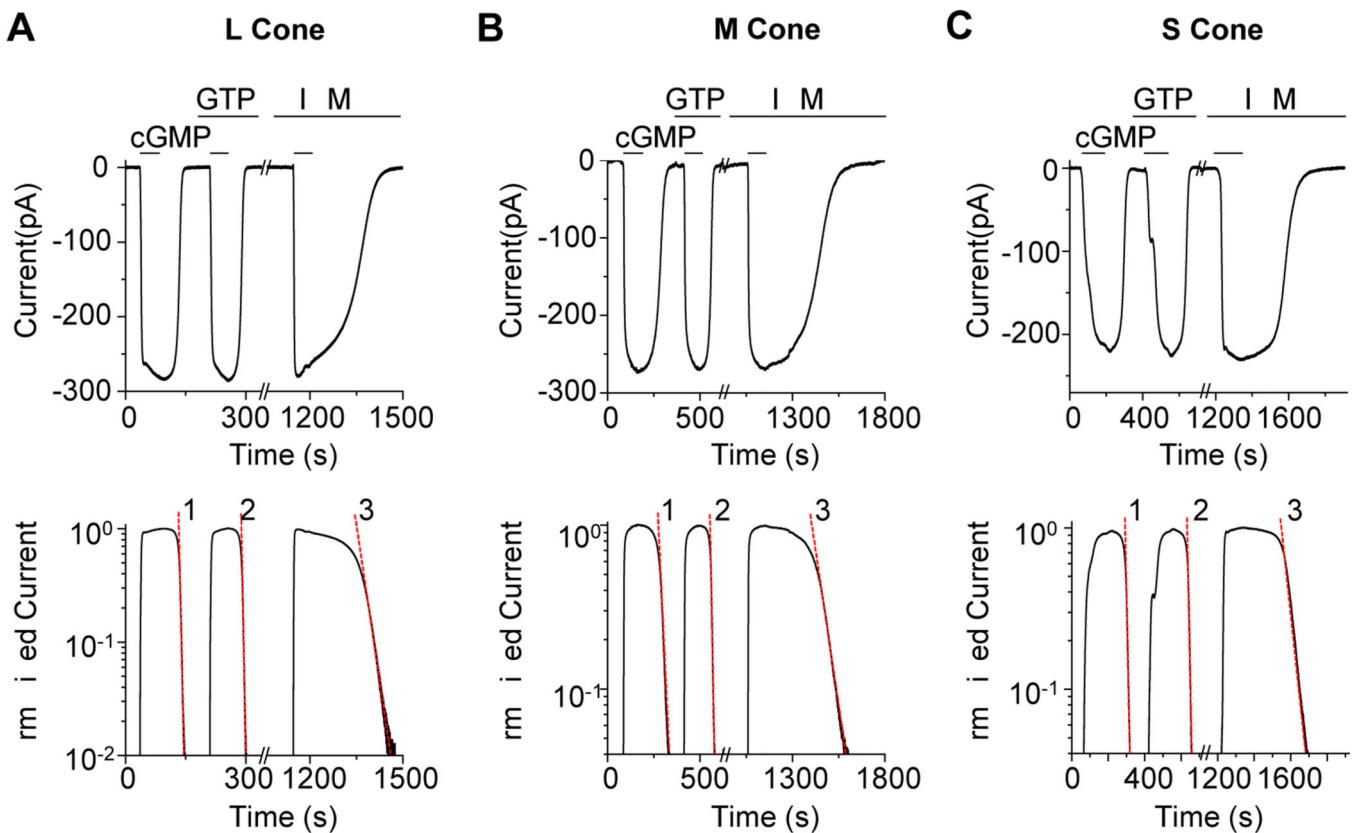 A L Cone
GTP I M
cGMP
0
-100
-200
-300
Current(pA)
0 300 1200 1500
Time (s)
1 2 3
10^0
10^-1
10^-2
rm i ed Current
0 300 1200 1500
Time (s)
B M Cone
GTP I M
cGMP
0
-100
-200
-300
Current(pA)
0 500 1300 1800
Time (s)
1 2 3
10^0
10^-1
rm i ed Current
0 500 1300 1800
Time (s)
C S Cone
GTP I M
cGMP
0
-100
-200
Current(pA)
0 400 1200 1600
Time (s)
1 2 3
10^0
10^-1
rm i ed Current
0 400 1200 1600
Time (s)